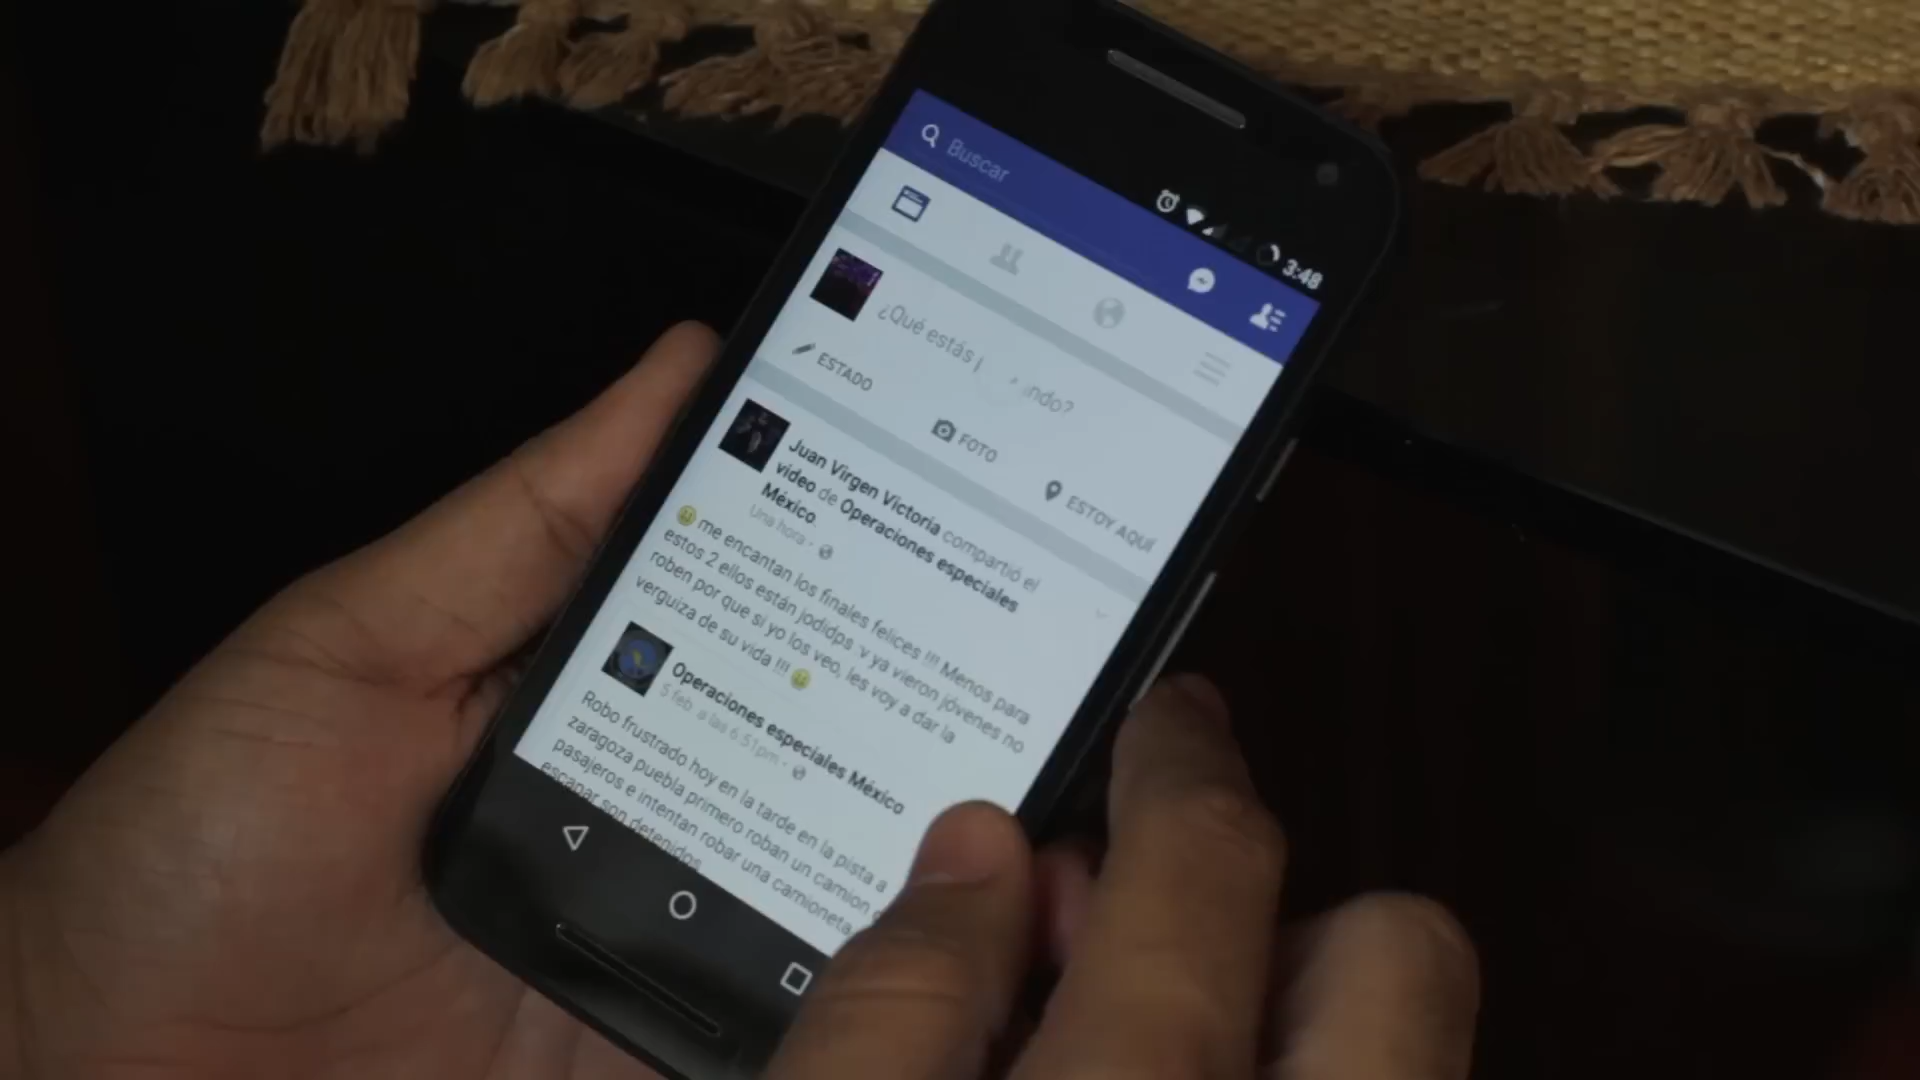 3:48
Buscar
¿Qué estás ndo?
ESTADO
FOTO
ESTOY AQUÍ
Juan Virgen Victoria compartió el
video de Operaciones especiales
México.
Una hora
me encantan los finales felices !!! Menos para
estos 2 ellos están jodidps :v ya vieron jóvenes no
roben por que si yo los veo, les voy a dar la
verguiza de su vida !!!
Operaciones especiales México
5 feb. a las 6:51pm
Robo frustrado hoy en la tarde en la pista a
zaragoza puebla primero roban un camion
pasajeros e intentan robar una camioneta
escapar son detenidos